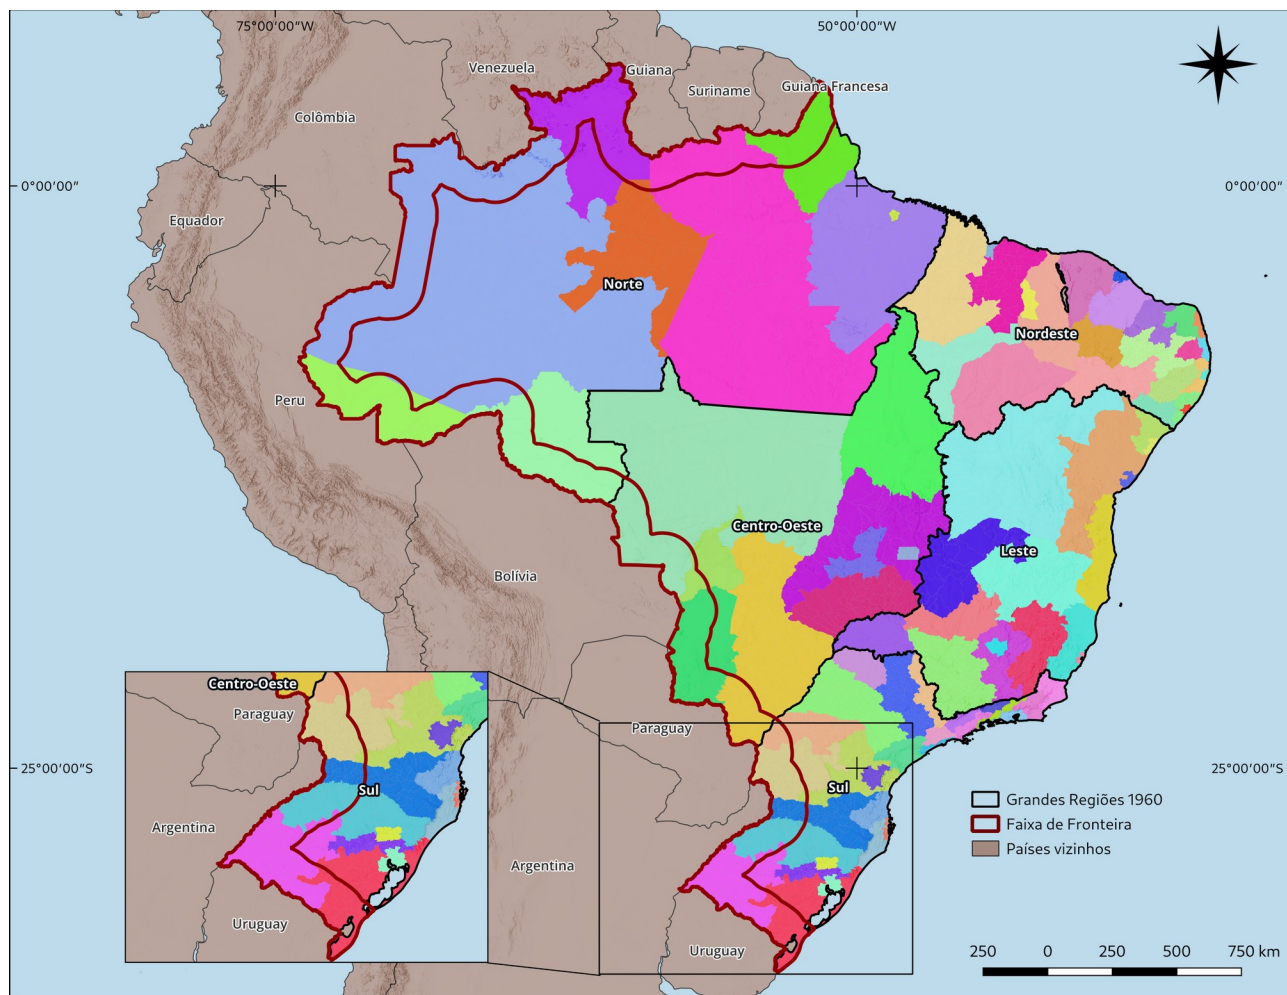 75°00′00″W
50°00′00″W
Venezuela
Guiana
Suriname
Guiana Francesa
Colômbia
0°00′00″
0°00′00″
Equador
Norte
Nordeste
Peru
Centro-Oeste
Leste
Bolívia
Centro-Oeste
Paraguay
Paraguay
25°00′00″S
25°00′00″S
Sul
Sul
Argentina
Argentina
Uruguay
Uruguay
Grandes Regiões 1960
Faixa de Fronteira
Países vizinhos
250 0 250 500 750 km